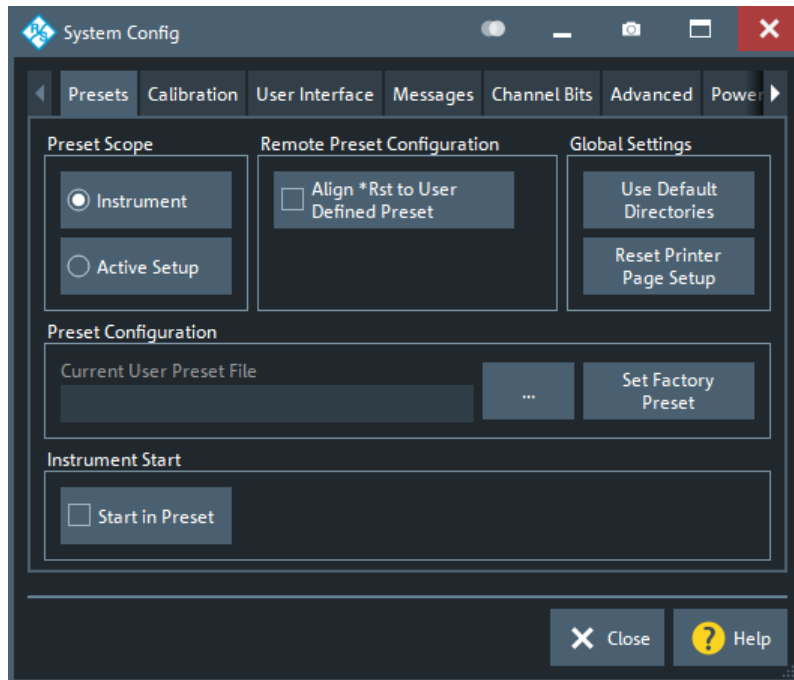 System Config
Presets Calibration User Interface Messages Channel Bits Advanced Power
Preset Scope
Instrument
Active Setup
Remote Preset Configuration
Align *Rst to User
Defined Preset
Global Settings
Use Default
Directories
Reset Printer
Page Setup
Preset Configuration
Current User Preset File
...
Set Factory
Preset
Instrument Start
Start in Preset
Close
? Help